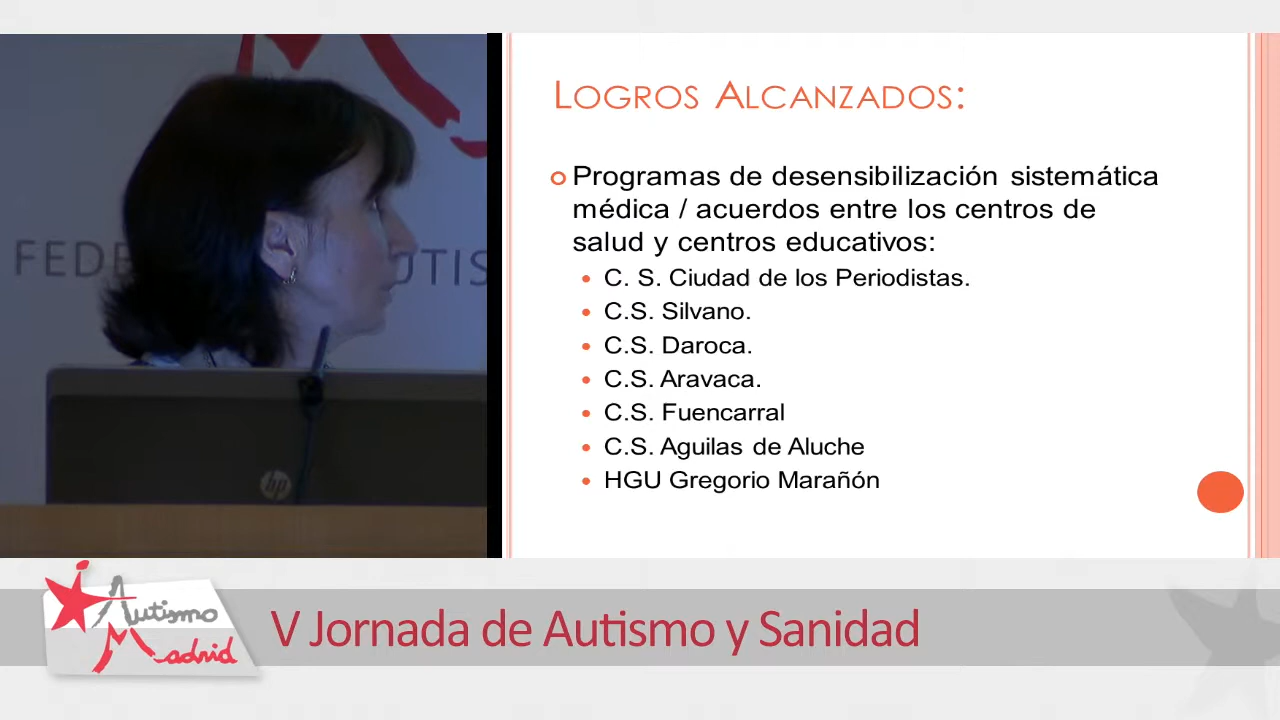 LOGROS ALCANZADOS:
Programas de desensibilización sistemática
médica / acuerdos entre los centros de
salud y centros educativos:
C. S. Ciudad de los Periodistas.
C.S. Silvano.
C.S. Daroca.
C.S. Aravaca.
C.S. Fuencarral
C.S. Aguilas de Aluche
HGU Gregorio Marañón
hp
Autismo
Madrid
V Jornada de Autismo y Sanidad